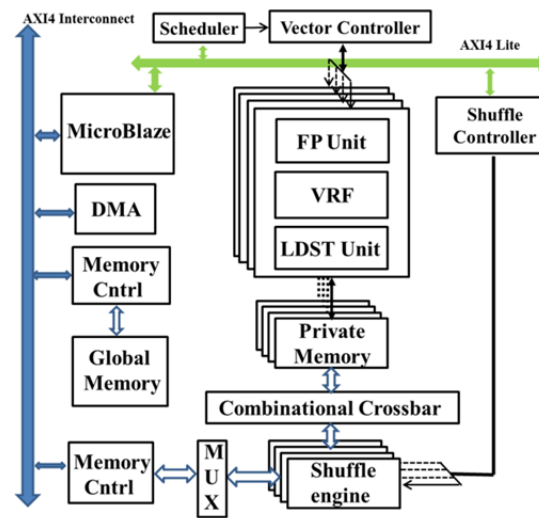 AXI4 Interconnect
Scheduler
Vector Controller
AXI4 Lite
MicroBlaze
Shuffle
Controller
FP Unit
VRF
LDST Unit
DMA
Memory
Cntrl
Global
Memory
Private
Memory
Combinational Crossbar
Memory
Cntrl
M
U
X
Shuffle
engine